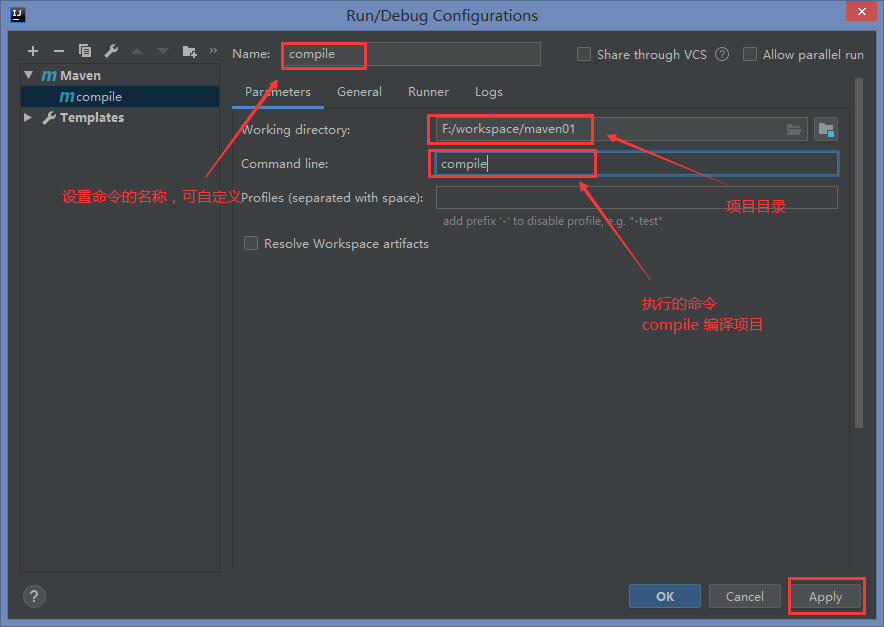 IJ
Run/Debug Configurations
Name: compile
Share through VCS ?
Allow parallel run
m Maven
m compile
Templates
Parameters General Runner Logs
Working directory: F:/workspace/maven01
Command line: compile
设置命令的名称，可自定义
Profiles (separated with space):
项目目录
add prefix '-' to disable profile, e.g. "-test"
Resolve Workspace artifacts
执行的命令
compile 编译项目
? OK Cancel Apply